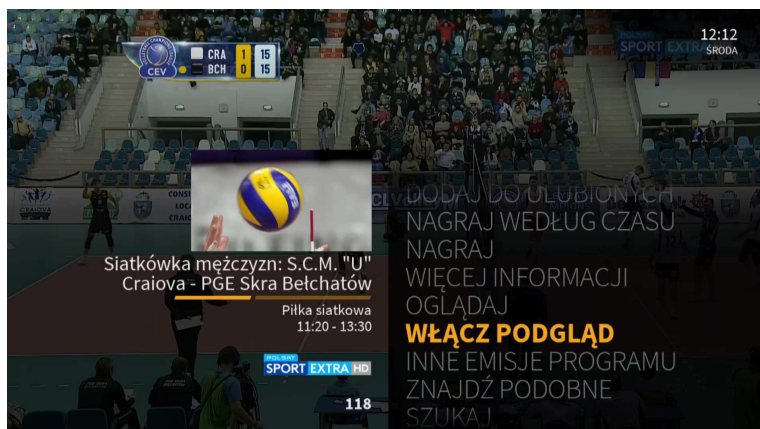 CRA 1 15
CEV
BCH 0 15
POLSAT
SPORT EXTRA
12:12
ŚRODA
CRAIOVA
Siatkówka mężczyzn: S.C.M. "U"
Craiova - PGE Skra Bełchatów
Piłka siatkowa
11:20 - 13:30
POLSAT
SPORT EXTRA HD
118
DODAJ DO ULUBIONYCH
NAGRAJ WEDŁUG CZASU
NAGRAJ
WIĘCEJ INFORMACJI
OGLĄDAJ
WŁĄCZ PODGLĄD
INNE EMISJE PROGRAMU
ZNAJDŹ PODOBNE
SZUKAJ